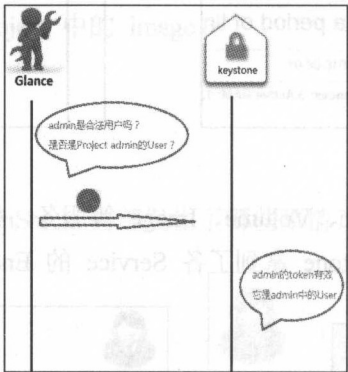 Glance
keystone
admin是合法用户吗？
是否是Project admin的User？
admin的token有效
您是admin中的User